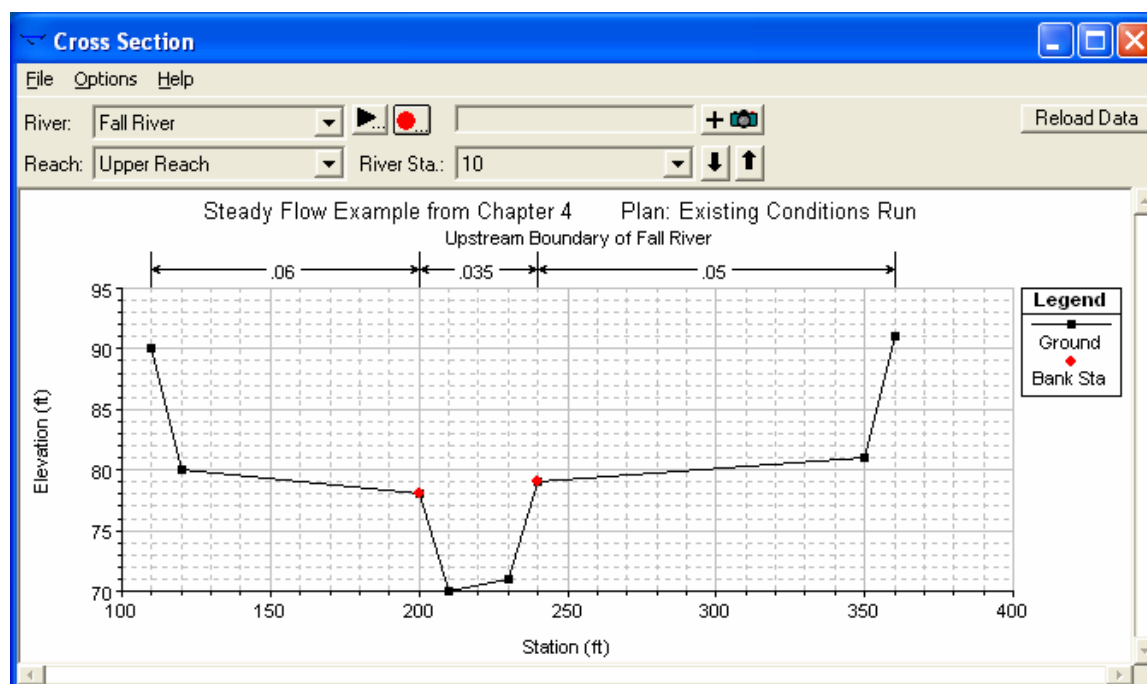 Cross Section
File Options Help
River: Fall River ... ... + Reload Data
Reach: Upper Reach River Sta.: 10
Steady Flow Example from Chapter 4 Plan: Existing Conditions Run
Upstream Boundary of Fall River
.06 .035 .05
95
90
85
80
75
70
Elevation (ft)
100 150 200 250 300 350 400
Station (ft)
Legend
Ground
Bank Sta